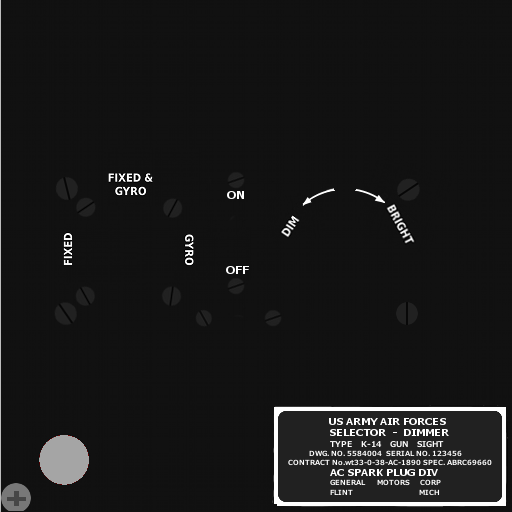 FIXED &
GYRO
ON
FIXED
GYRO
DIM
BRIGHT
OFF
US ARMY AIR FORCES
SELECTOR - DIMMER
TYPE K-14 GUN SIGHT
DWG. NO. 5584004 SERIAL NO. 123456
CONTRACT No.wt33-0-38-AC-1890 SPEC. ABRC69660
AC SPARK PLUG DIV
GENERAL MOTORS CORP
FLINT MICH